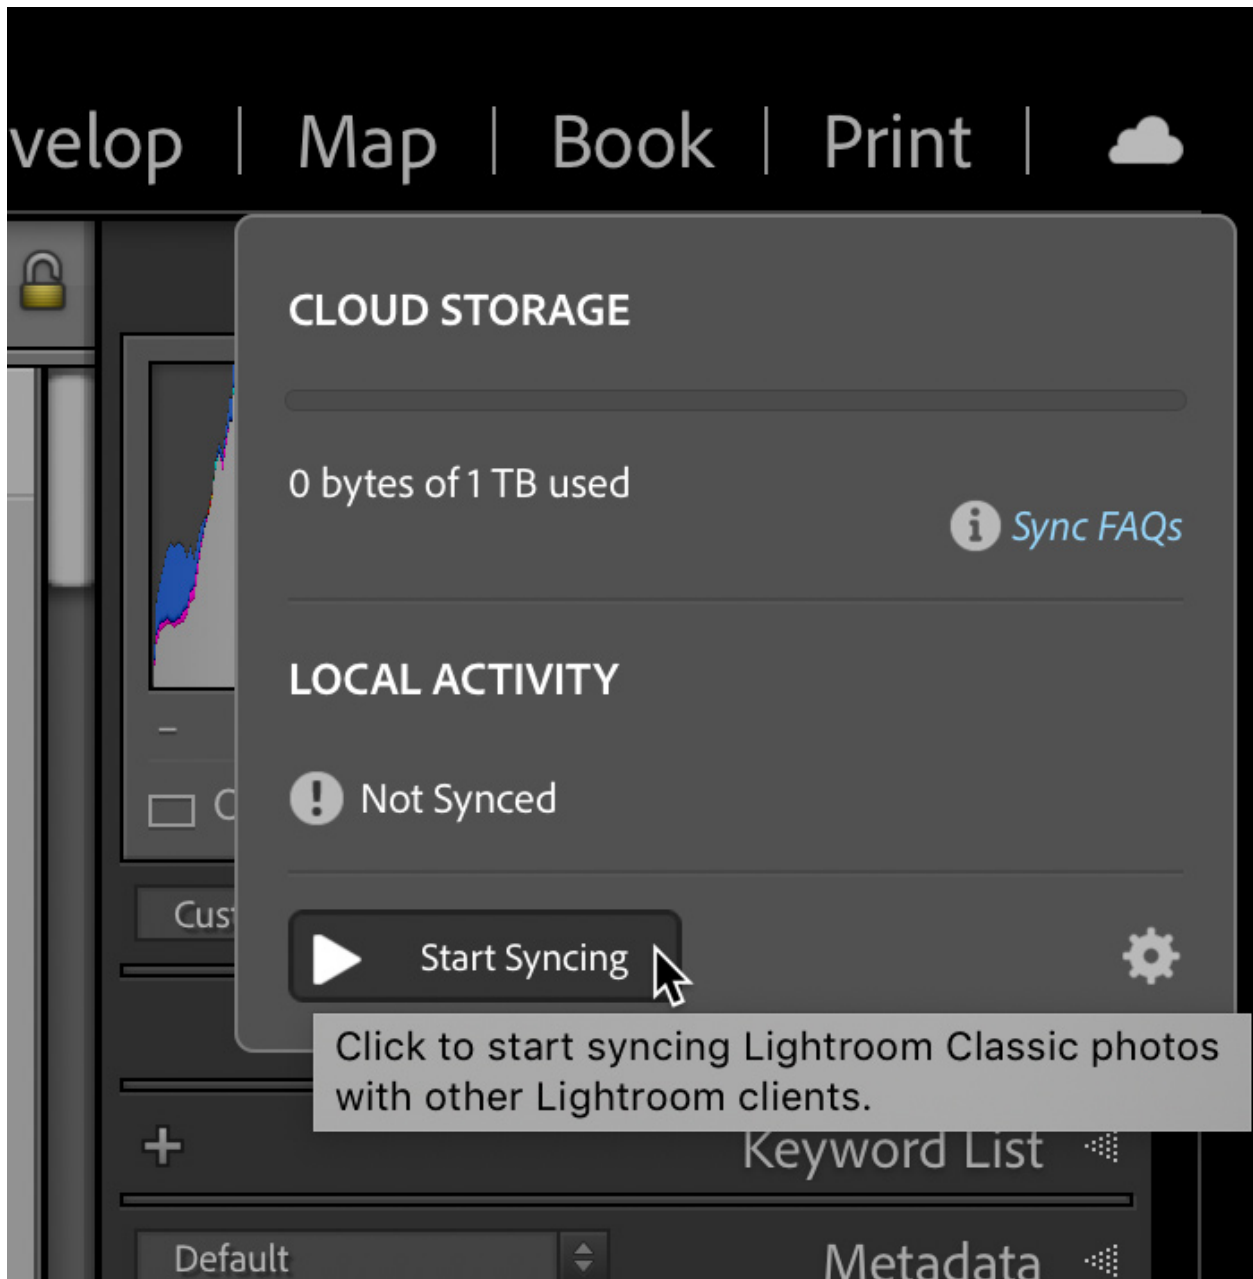 velop | Map | Book | Print |
CLOUD STORAGE
0 bytes of 1 TB used
Sync FAQs
LOCAL ACTIVITY
Not Synced
Cus
Start Syncing
Click to start syncing Lightroom Classic photos
with other Lightroom clients.
Keyword List
Default
Metadata